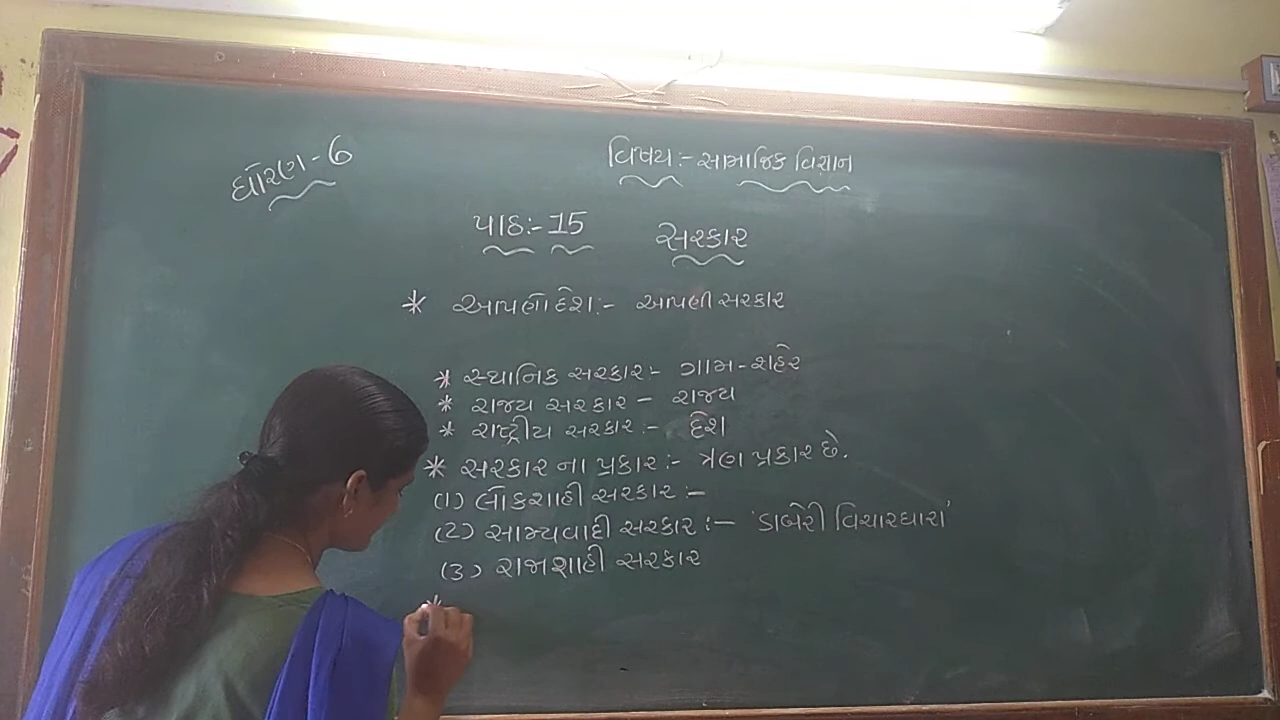 ધોરણ-6
વિષય:- સામાજિક વિજ્ઞાન
પાઠ:- 15 સરકાર
* આપણો દેશ:- આપણી સરકાર
* સ્થાનિક સરકાર:- ગામ-શહેર
* રાજ્ય સરકાર - રાજ્ય
* રાષ્ટ્રીય સરકાર:- દેશ
* સરકાર ના પ્રકાર:- ત્રણ પ્રકાર છે.
(1) લોકશાહી સરકાર:-
(2) સામ્યવાદી સરકાર:- 'ડાબેરી વિચારધારા'
(3) રાજાશાહી સરકાર
*